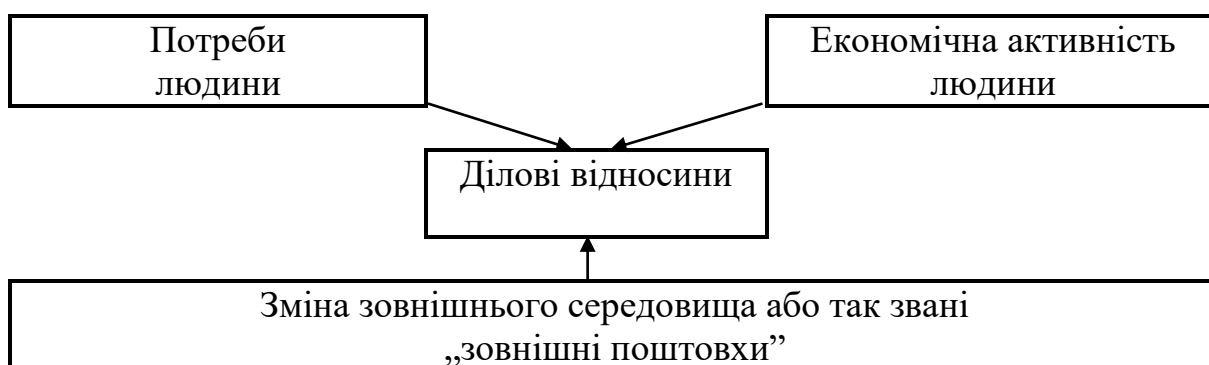 Потреби
людини
Економічна активність
людини
Ділові відносини
Зміна зовнішнього середовища або так звані
„зовнішні поштовхи”